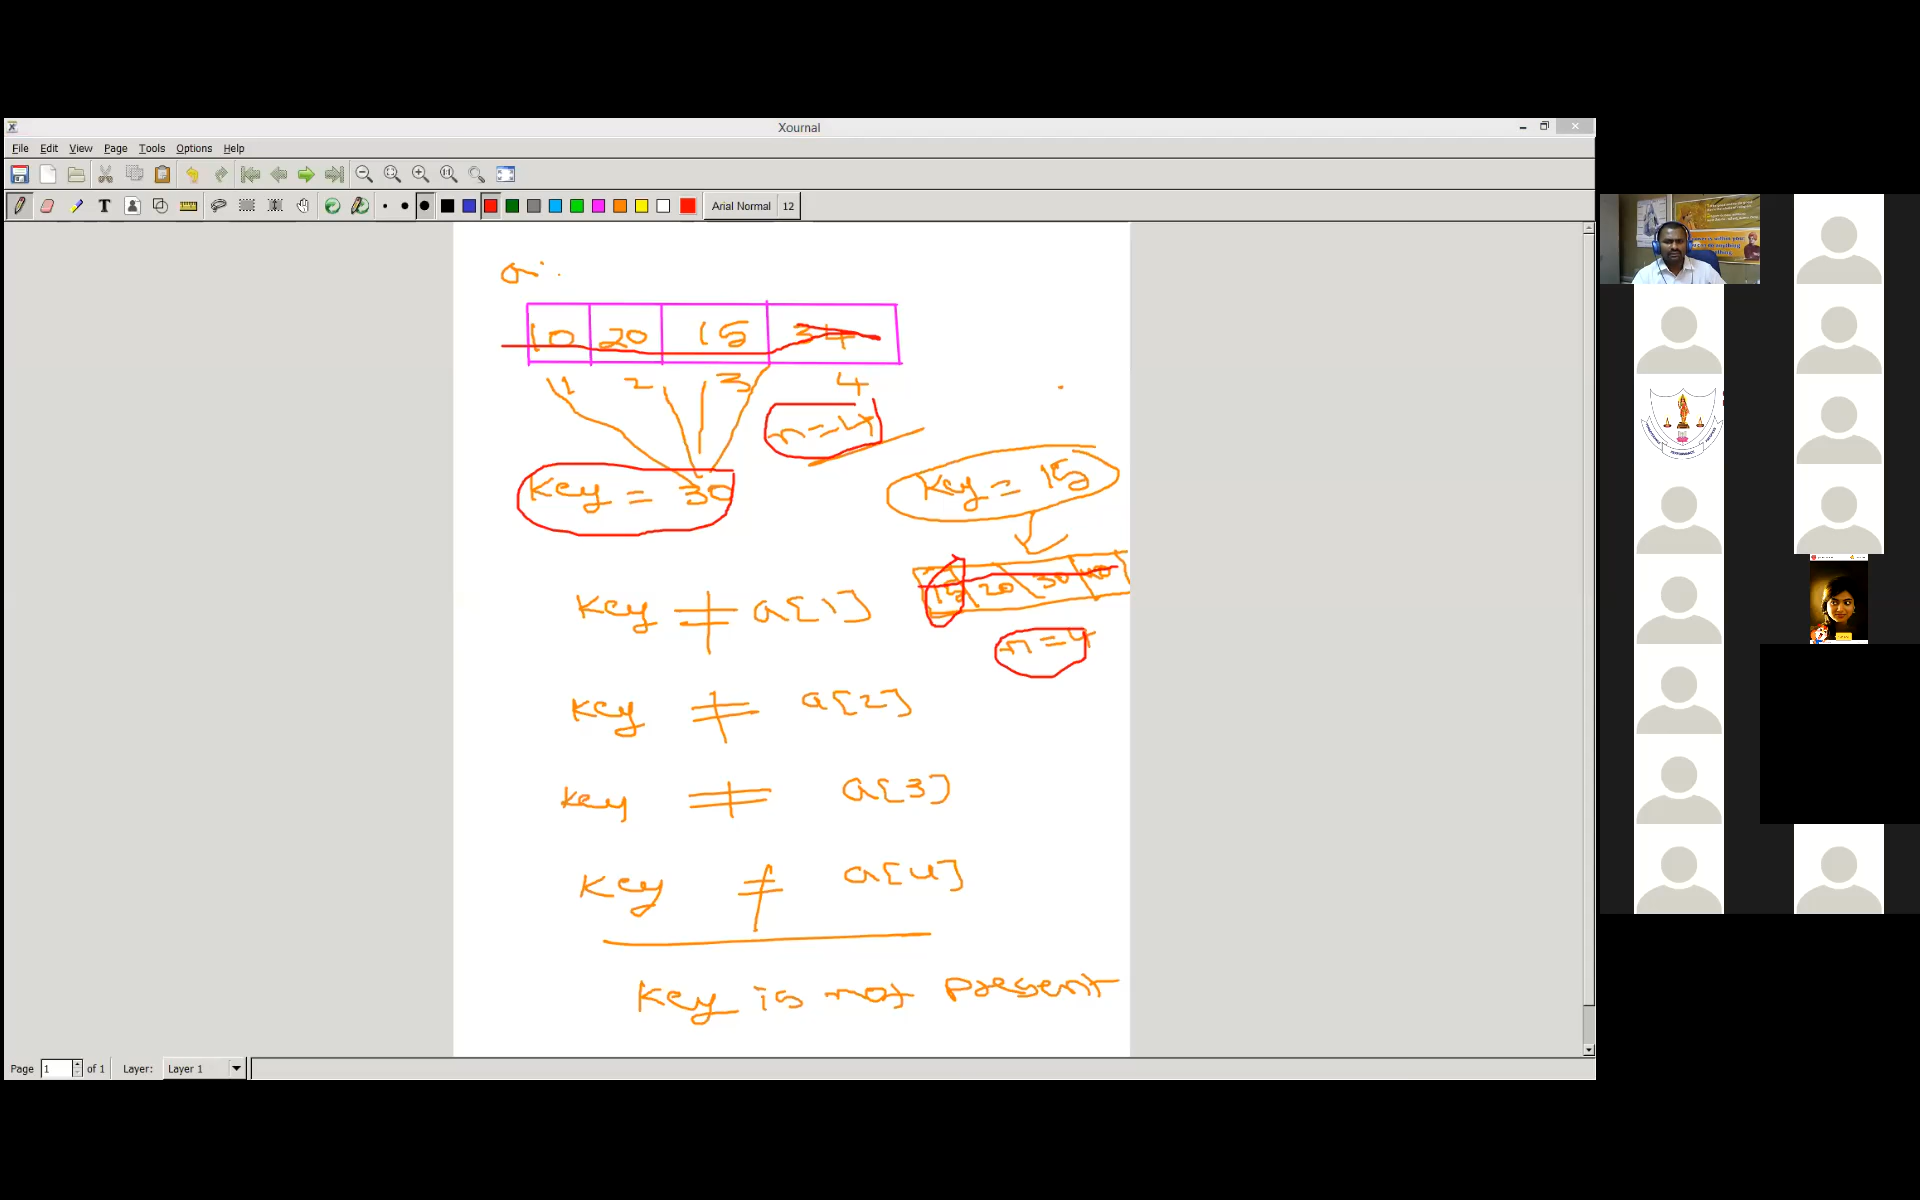 Xournal
File Edit View Page Tools Options Help
T Arial Normal 12
a:
10 20 15 34
1 2 3 4
n=4
key = 30
key = 15
15 20 30 40
n=4
key ≠ a[1]
key ≠ a[2]
key ≠ a[3]
key ≠ a[4]
key is not present
Page 1 of 1 Layer: Layer 1